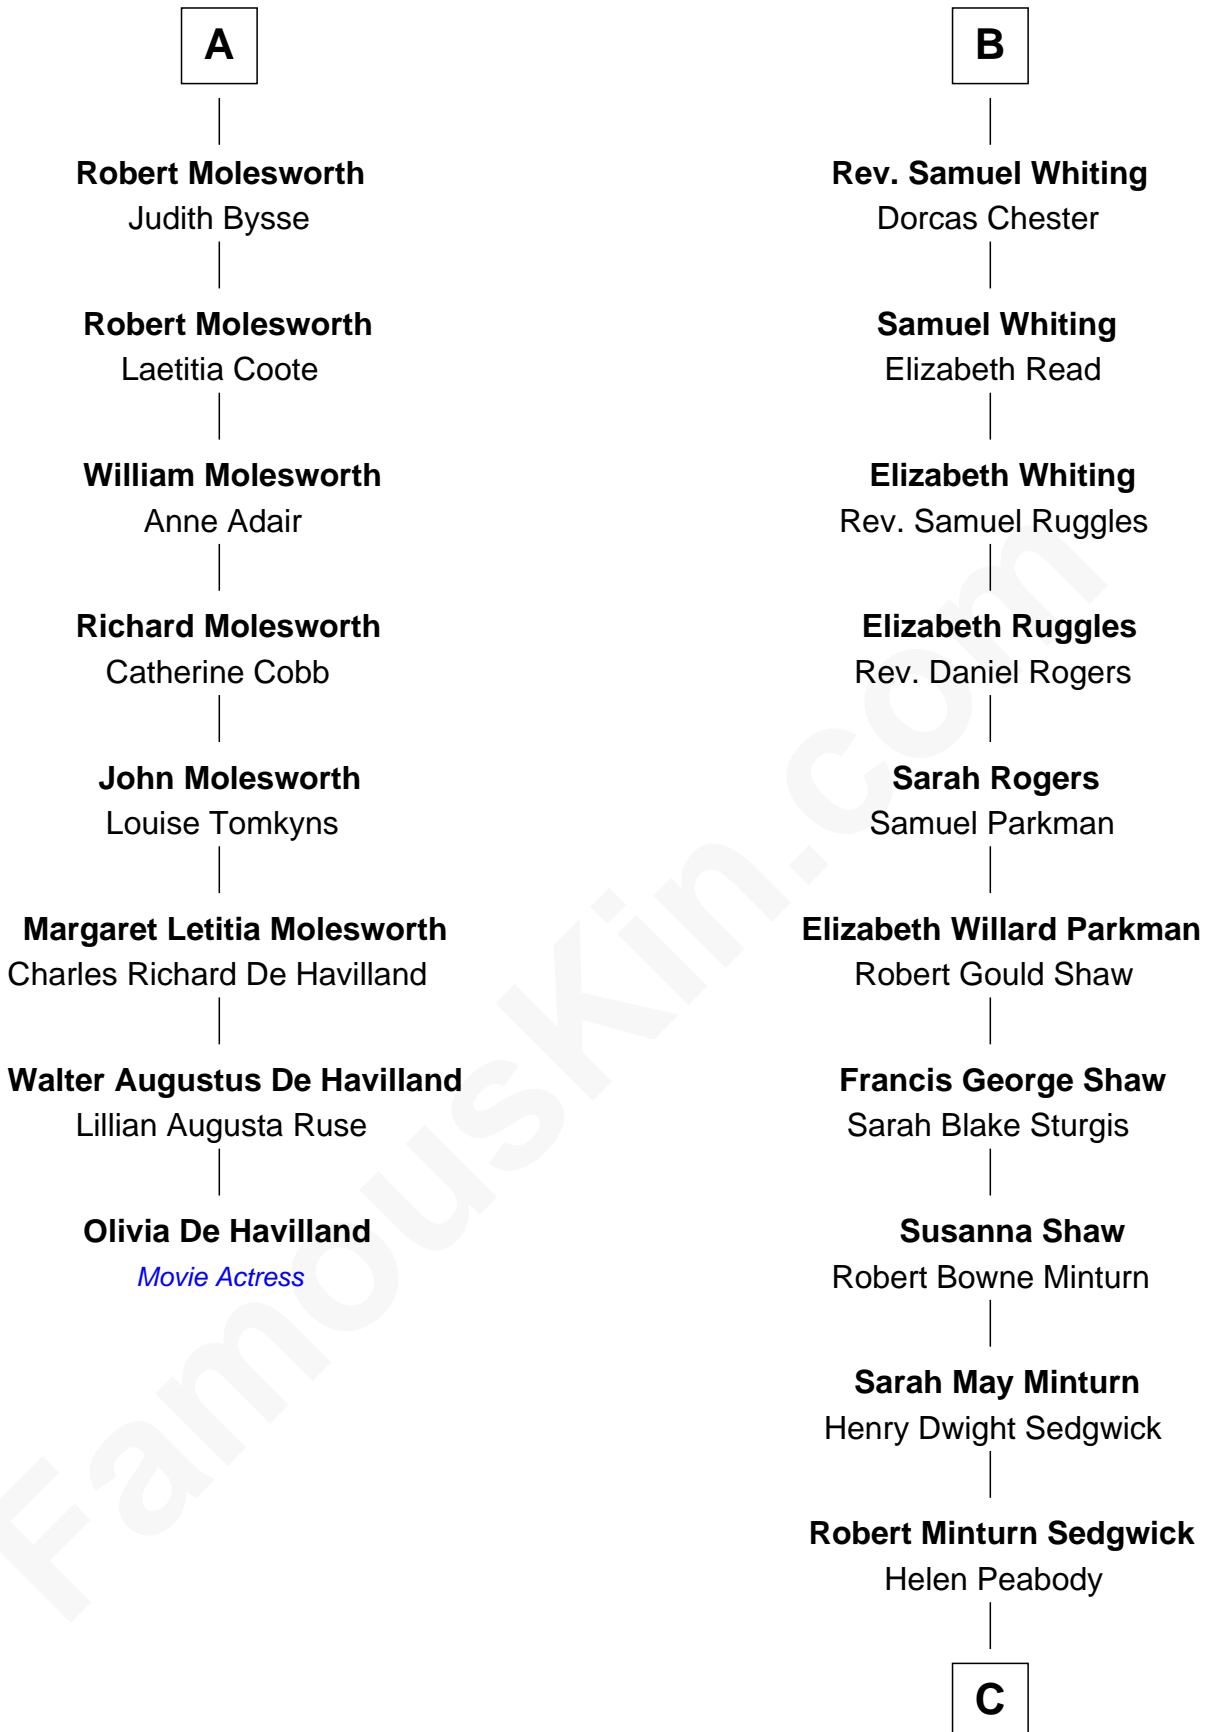 A
Robert Molesworth
Judith Bysse
Robert Molesworth
Laetitia Coote
William Molesworth
Anne Adair
Richard Molesworth
Catherine Cobb
John Molesworth
Louise Tomkyns
Margaret Letitia Molesworth
Charles Richard De Havilland
Walter Augustus De Havilland
Lillian Augusta Ruse
Olivia De Havilland
Movie Actress
B
Rev. Samuel Whiting
Dorcas Chester
Samuel Whiting
Elizabeth Read
Elizabeth Whiting
Rev. Samuel Ruggles
Elizabeth Ruggles
Rev. Daniel Rogers
Sarah Rogers
Samuel Parkman
Elizabeth Willard Parkman
Robert Gould Shaw
Francis George Shaw
Sarah Blake Sturgis
Susanna Shaw
Robert Bowne Minturn
Sarah May Minturn
Henry Dwight Sedgwick
Robert Minturn Sedgwick
Helen Peabody
C
FamousKin.com